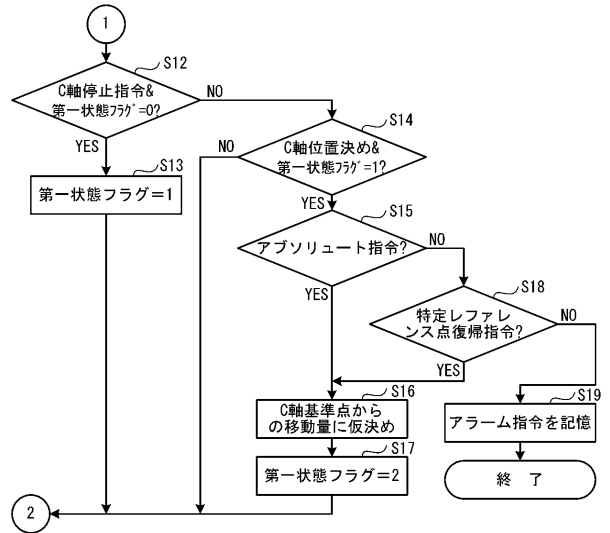 1
S12
C軸停止指令&
第一状態フラグ=0?
NO
YES
S13
第一状態フラグ=1
S14
NO
C軸位置決め&
第一状態フラグ=1?
YES
S15
アブソリュート指令?
NO
YES
S18
特定レファレ
ンス点復帰指令?
NO
YES
S16
C軸基準点から
の移動量に仮決め
S17
第一状態フラグ=2
S19
アラーム指令を記憶
終 了
2